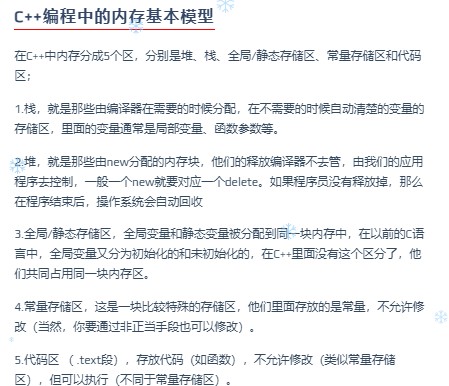 C++编程中的内存基本模型
在C++中内存分成5个区，分别是堆、栈、全局/静态存储区、常量存储区和代码
区；
1.栈，就是那些由编译器在需要的时候分配，在不需要的时候自动清楚的变量的
存储区，里面的变量通常是局部变量、函数参数等。
2.堆，就是那些由new分配的内存块，他们的释放编译器不去管，由我们的应用
程序去控制，一般一个new就要对应一个delete。如果程序员没有释放掉，那么
在程序结束后，操作系统会自动回收
3.全局/静态存储区，全局变量和静态变量被分配到同一块内存中，在以前的C语
言中，全局变量又分为初始化的和未初始化的，在C++里面没有这个区分了，他
们共同占用同一块内存区。
4.常量存储区，这是一块比较特殊的存储区，他们里面存放的是常量，不允许修
改（当然，你要通过非正当手段也可以修改）。
5.代码区 （ .text段），存放代码（如函数），不允许修改（类似常量存储
区），但可以执行（不同于常量存储区）。